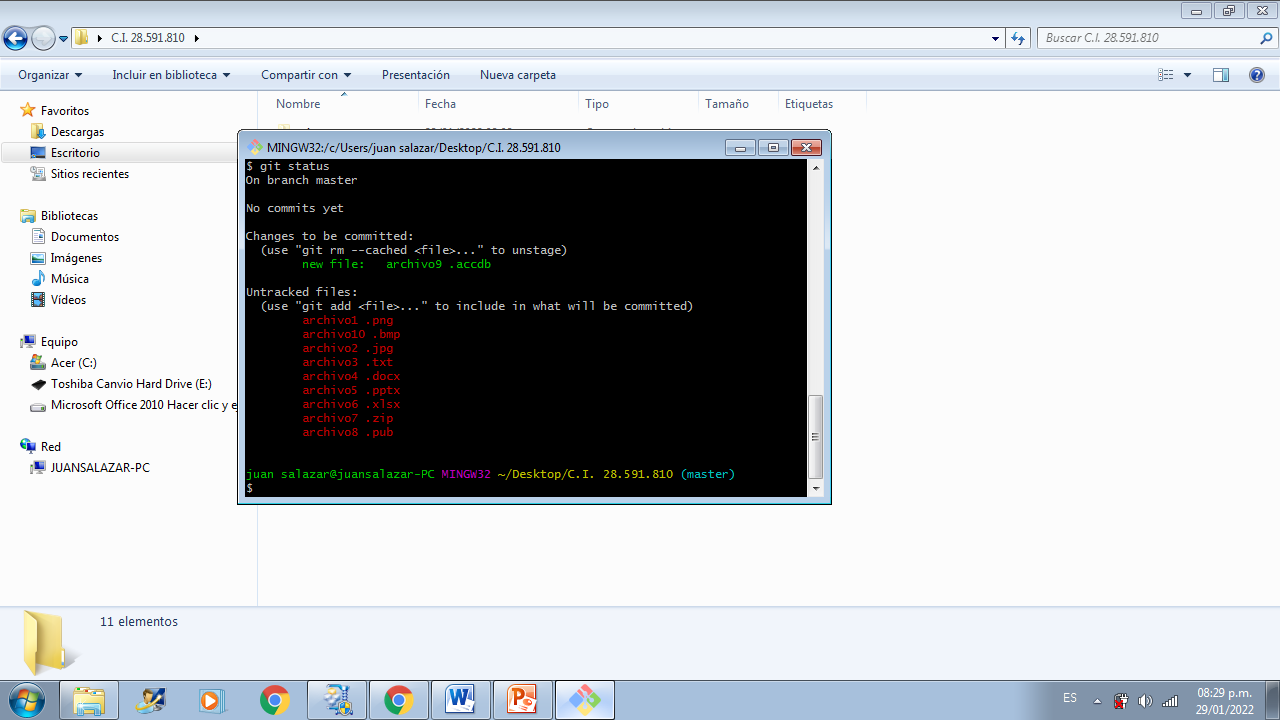 C.I. 28.591.810
Buscar C.I. 28.591.810
Organizar
Incluir en biblioteca
Compartir con
Presentación
Nueva carpeta
Nombre
Fecha
Tipo
Tamaño
Etiquetas
Favoritos
Descargas
Escritorio
Sitios recientes
Bibliotecas
Documentos
Imágenes
Música
Vídeos
Equipo
Acer (C:)
Toshiba Canvio Hard Drive (E:)
Microsoft Office 2010 Hacer clic y e
Red
JUANSALAZAR-PC
MINGW32:/c/Users/juan salazar/Desktop/C.I. 28.591.810
$ git status
On branch master
No commits yet
Changes to be committed:
(use "git rm --cached <file>..." to unstage)
new file:   archivo9 .accdb
Untracked files:
(use "git add <file>..." to include in what will be committed)
archivo1 .png
archivo10 .bmp
archivo2 .jpg
archivo3 .txt
archivo4 .docx
archivo5 .pptx
archivo6 .xlsx
archivo7 .zip
archivo8 .pub
juan salazar@juansalazar-PC MINGW32 ~/Desktop/C.I. 28.591.810 (master)
$
11 elementos
ES
08:29 p.m.
29/01/2022